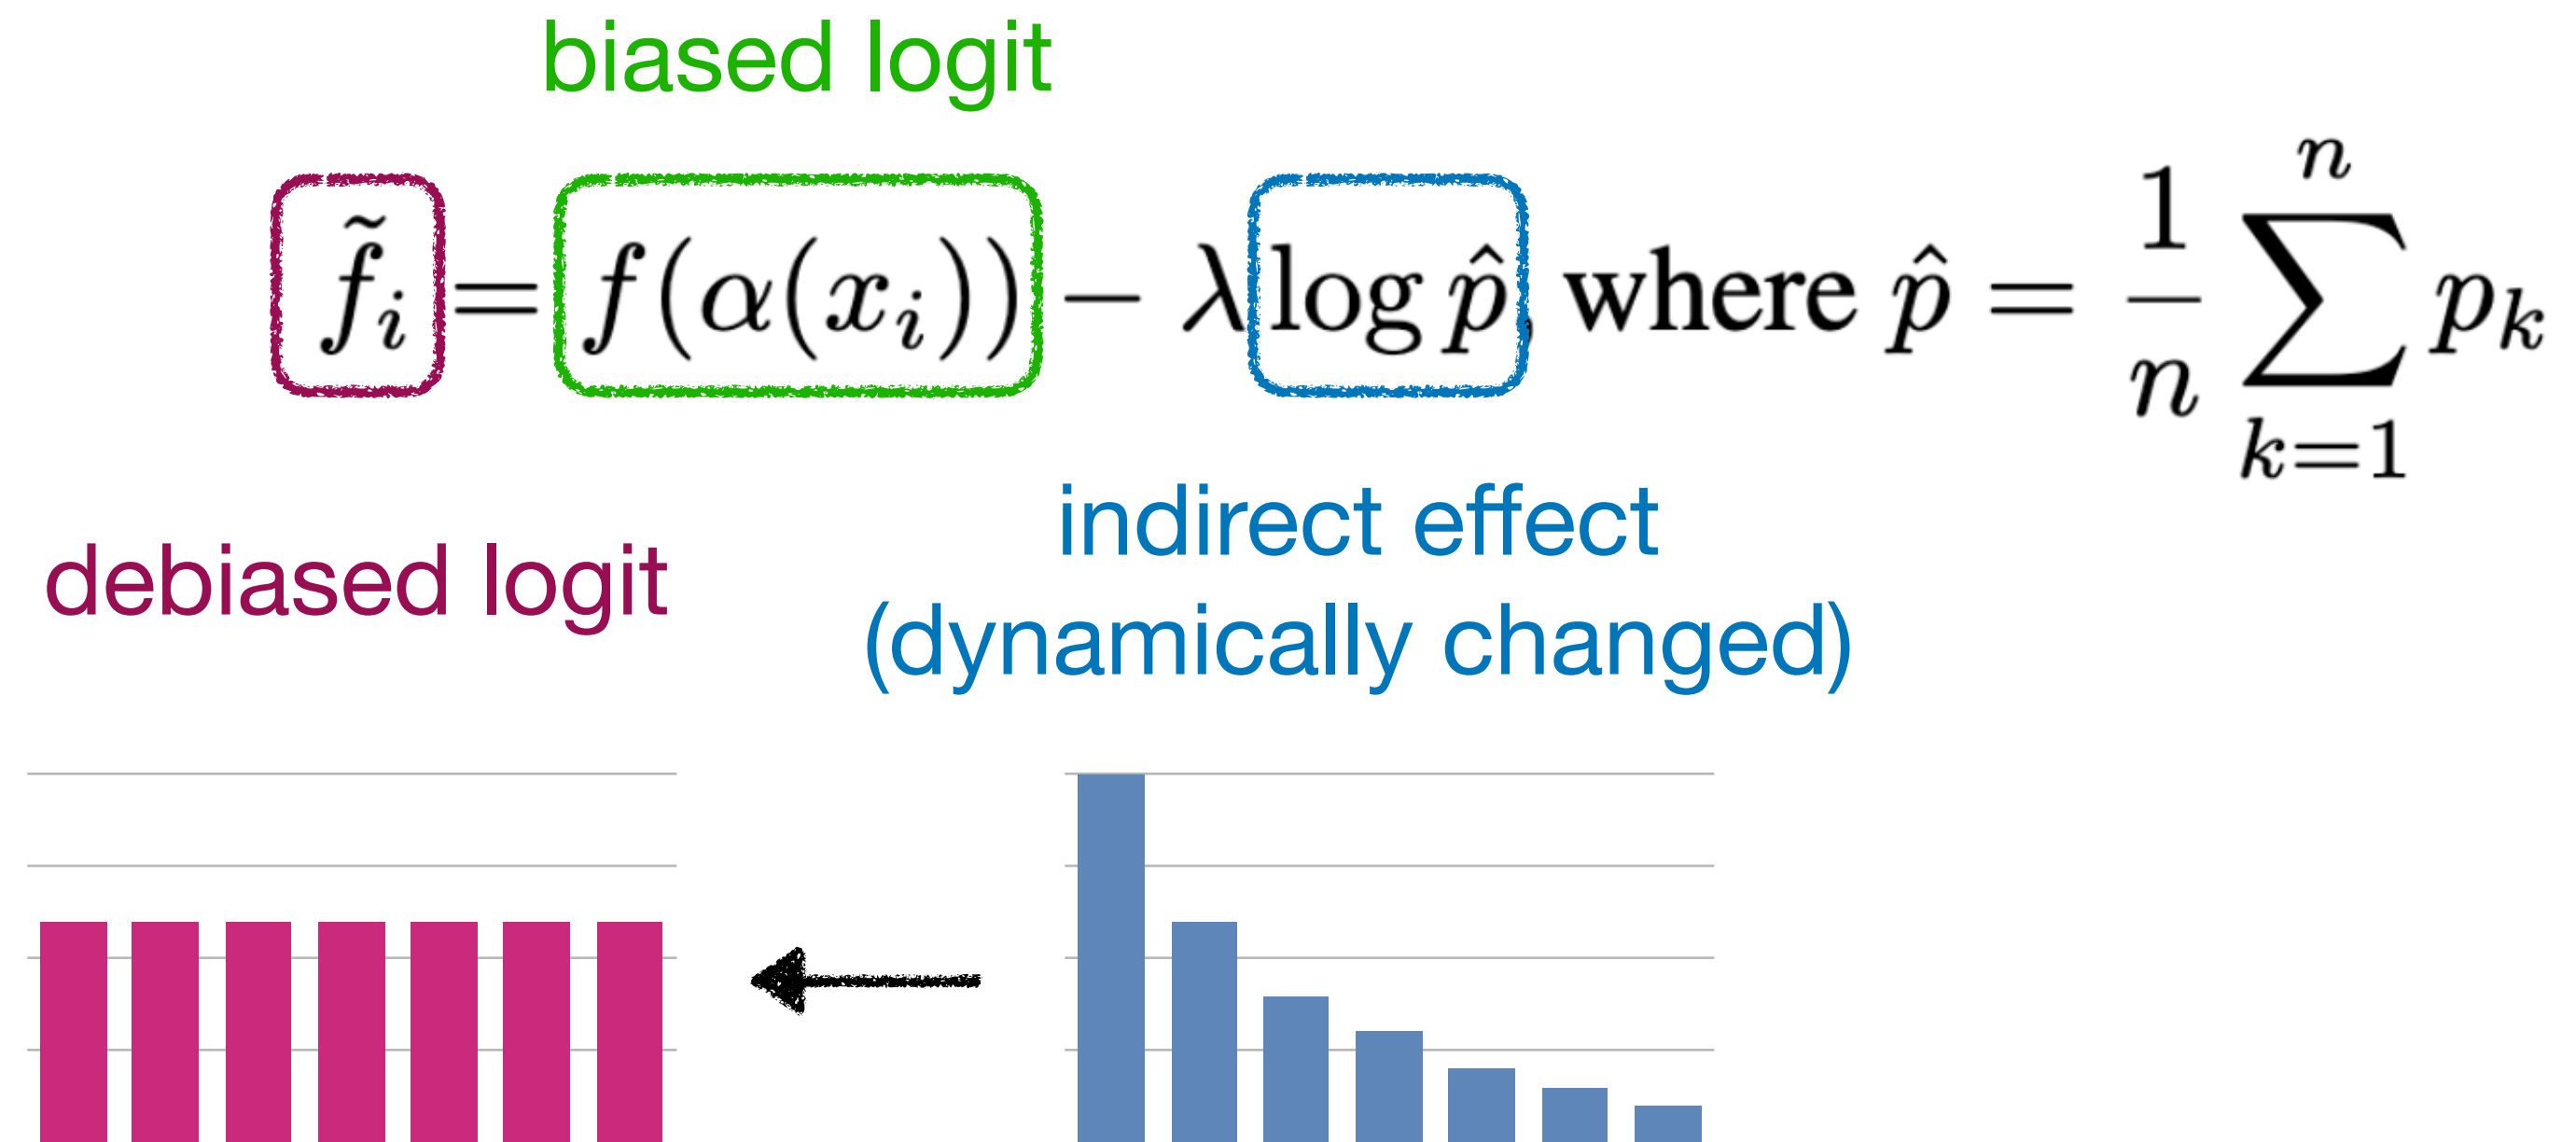 biased logit
f̃ᵢ = f(α(xᵢ)) − λ log p̂, where p̂ = 1/n ∑ₖ₌₁ⁿ pₖ
indirect effect
debiased logit
(dynamically changed)